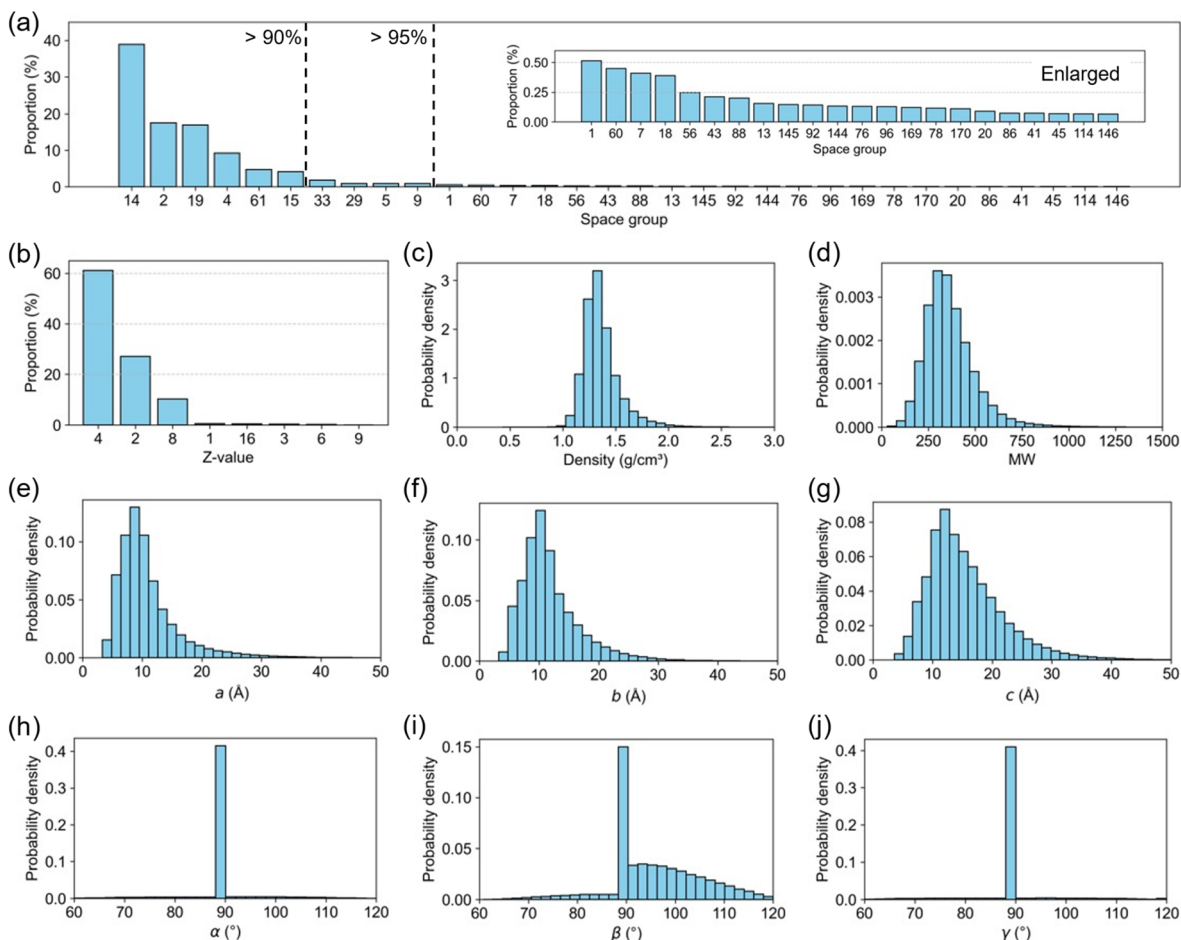 (a)
> 90%
> 95%
Enlarged
Proportion (%)
40
30
20
10
0
14 2 19 4 61 15 33 29 5 9 1 60 7 18 56 43 88 13 145 92 144 76 96 169 78 170 20 86 41 45 114 146
Space group
Proportion (%)
0.50
0.25
0.00
1 60 7 18 56 43 88 13 145 92 144 76 96 169 78 170 20 86 41 45 114 146
Space group
(b)
Proportion (%)
60
40
20
0
4 2 8 1 16 3 6 9
Z-value
(c)
Probability density
3
2
1
0
0.0 0.5 1.0 1.5 2.0 2.5 3.0
Density (g/cm³)
(d)
Probability density
0.003
0.002
0.001
0.000
250 500 750 1000 1250 1500
MW
(e)
Probability density
0.10
0.05
0.00
0 10 20 30 40 50
a (Å)
(f)
Probability density
0.10
0.05
0.00
0 10 20 30 40 50
b (Å)
(g)
Probability density
0.08
0.06
0.04
0.02
0.00
0 10 20 30 40 50
c (Å)
(h)
Probability density
0.4
0.3
0.2
0.1
0.0
60 70 80 90 100 110 120
α (°)
(i)
Probability density
0.15
0.10
0.05
0.00
60 70 80 90 100 110 120
β (°)
(j)
Probability density
0.4
0.3
0.2
0.1
0.0
60 70 80 90 100 110 120
γ (°)